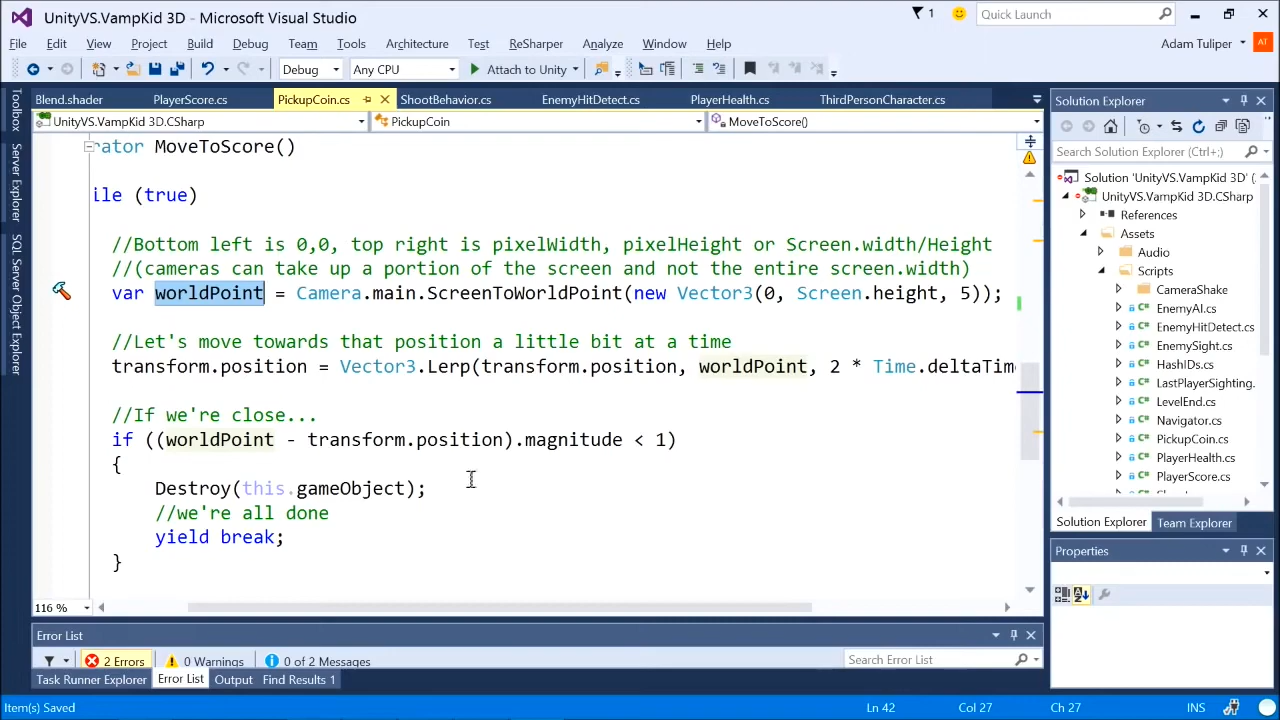 UnityVS.VampKid 3D - Microsoft Visual Studio
1
Quick Launch
File Edit View Project Build Debug Team Tools Architecture Test ReSharper Analyze Window Help
Adam Tuliper
AT
Debug Any CPU Attach to Unity
Blend.shader PlayerScore.cs PickupCoin.cs ShootBehavior.cs EnemyHitDetect.cs PlayerHealth.cs ThirdPersonCharacter.cs
UnityVS.VampKid 3D.CSharp PickupCoin MoveToScore()
Toolbox
Server Explorer
SQL Server Object Explorer
rator MoveToScore()
ile (true)
//Bottom left is 0,0, top right is pixelWidth, pixelHeight or Screen.width/Height
//(cameras can take up a portion of the screen and not the entire screen.width)
var worldPoint = Camera.main.ScreenToWorldPoint(new Vector3(0, Screen.height, 5));
//Let's move towards that position a little bit at a time
transform.position = Vector3.Lerp(transform.position, worldPoint, 2 * Time.deltaTime
//If we're close...
if ((worldPoint - transform.position).magnitude < 1)
{
Destroy(this.gameObject);
//we're all done
yield break;
}
116 %
Error List
2 Errors 0 Warnings 0 of 2 Messages
Search Error List
Task Runner Explorer Error List Output Find Results 1
Solution Explorer
Search Solution Explorer (Ctrl+;)
Solution 'UnityVS.VampKid 3D' (
UnityVS.VampKid 3D.CSharp
References
Assets
Audio
Scripts
CameraShake
C# EnemyAI.cs
C# EnemyHitDetect.cs
C# EnemySight.cs
C# HashIDs.cs
C# LastPlayerSighting.
C# LevelEnd.cs
C# Navigator.cs
C# PickupCoin.cs
C# PlayerHealth.cs
C# PlayerScore.cs
Solution Explorer Team Explorer
Properties
Item(s) Saved Ln 42 Col 27 Ch 27 INS